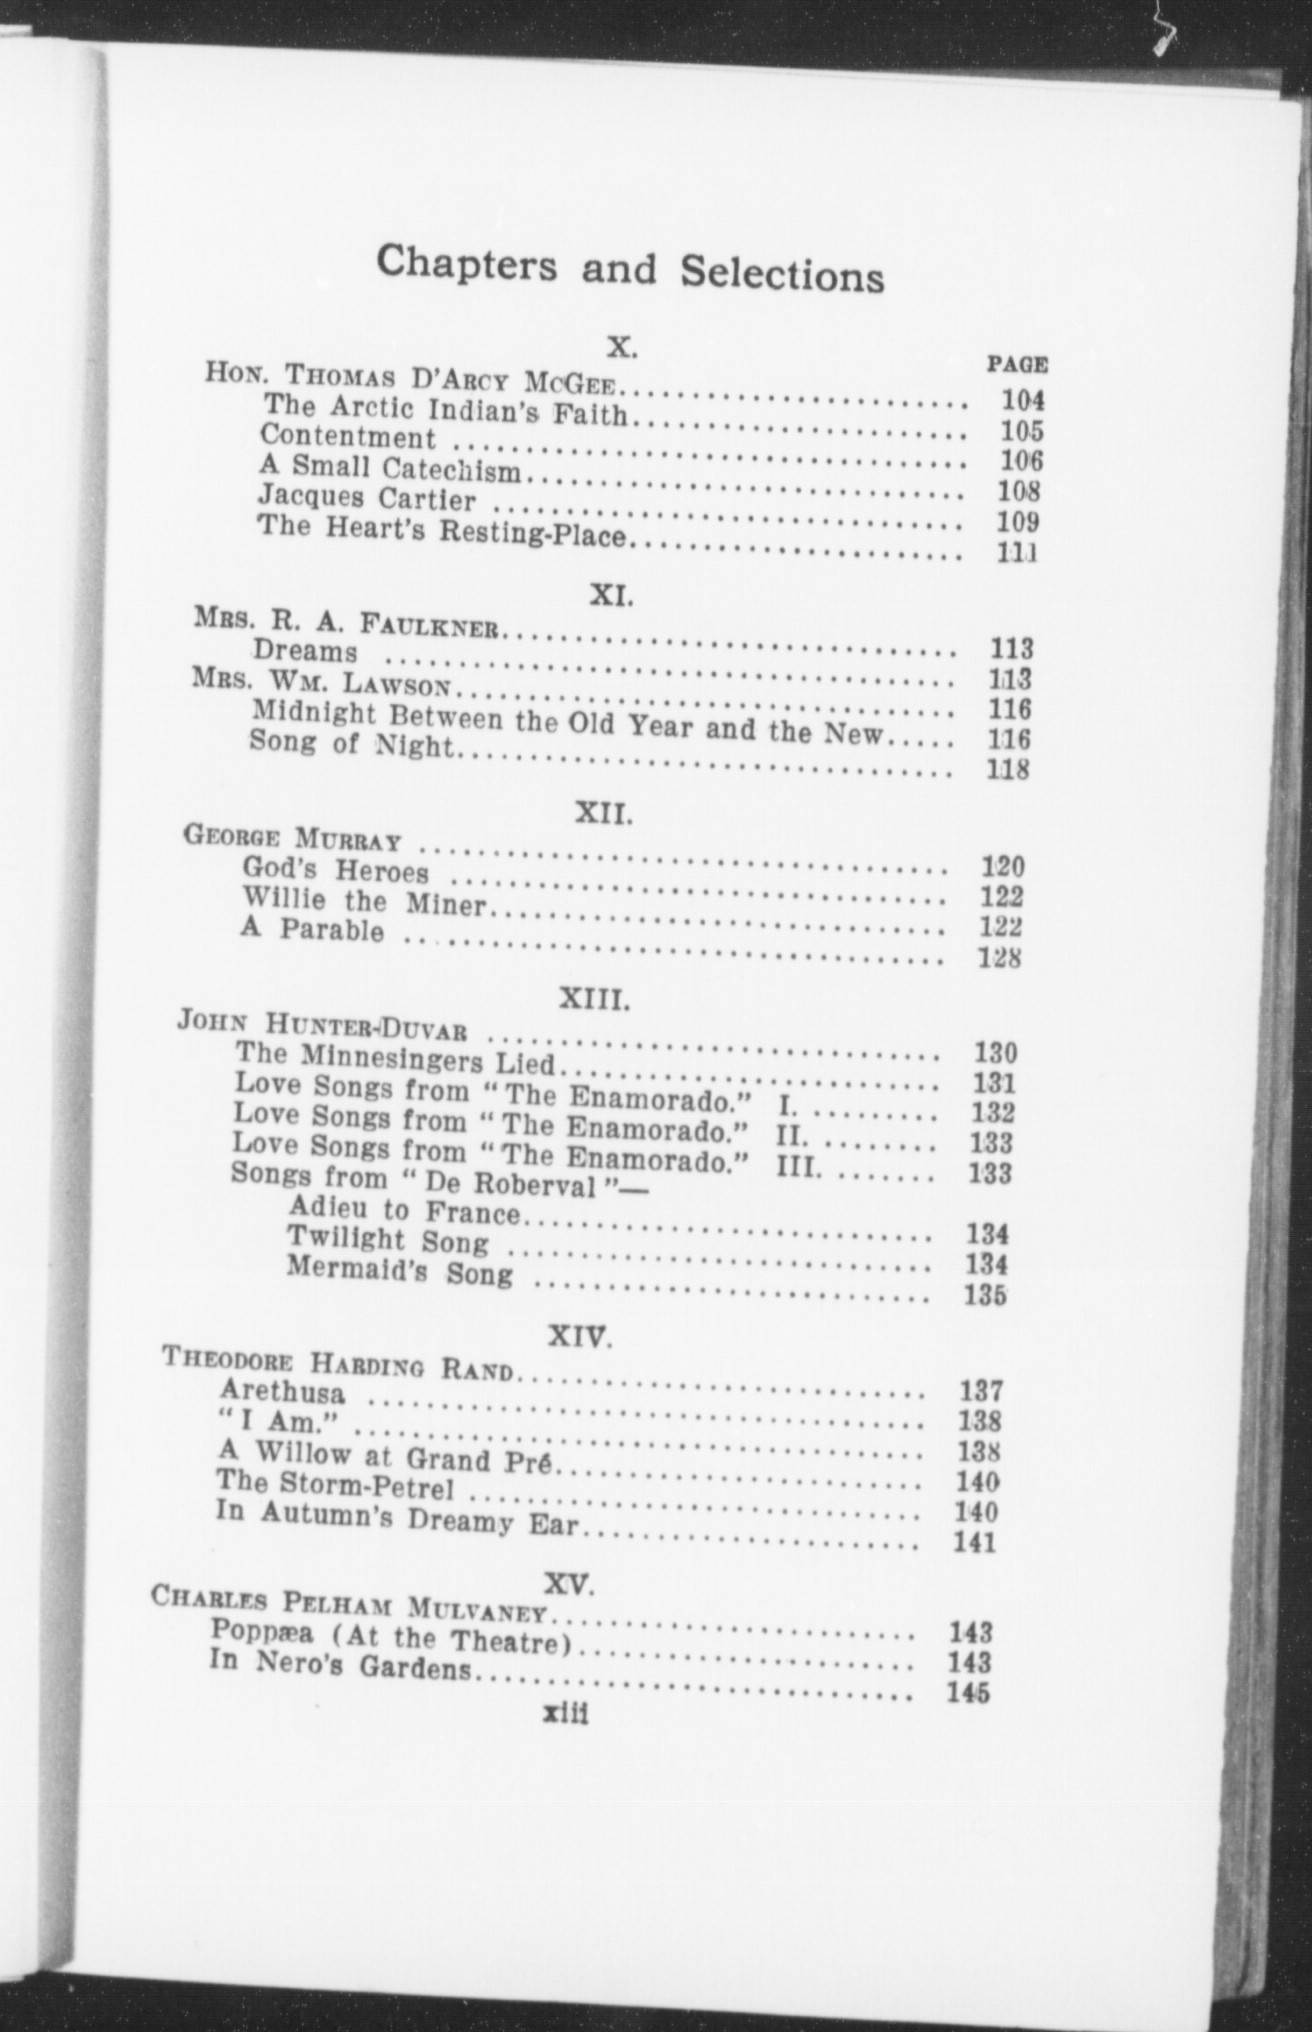 Chapters and Selections
X.
PAGE
HON. THOMAS D'ARCY MCGEE........................ 104
The Arctic Indian's Faith....................... 105
Contentment ................................... 106
A Small Catechism.............................. 108
Jacques Cartier ................................ 109
The Heart's Resting-Place....................... 111
XI.
MRS. R. A. FAULKNER............................... 113
Dreams ....................................... 113
MRS. WM. LAWSON.................................. 116
Midnight Between the Old Year and the New..... 116
Song of Night.................................. 118
XII.
GEORGE MURRAY .................................... 120
God's Heroes .................................. 122
Willie the Miner............................... 122
A Parable ..................................... 128
XIII.
JOHN HUNTER-DUVAR ............................... 130
The Minnesingers Lied.......................... 131
Love Songs from “The Enamorado.” I. ......... 132
Love Songs from “The Enamorado.” II. ........ 133
Love Songs from “The Enamorado.” III. ....... 133
Songs from “De Roberval”—
Adieu to France............................ 134
Twilight Song ............................. 134
Mermaid's Song ........................... 135
XIV.
THEODORE HARDING RAND............................ 137
Arethusa ...................................... 138
“I Am.” ....................................... 138
A Willow at Grand Pré......................... 140
The Storm-Petrel ............................... 140
In Autumn's Dreamy Ear....................... 141
XV.
CHARLES PELHAM MULVANEY......................... 143
Poppæa (At the Theatre)....................... 143
In Nero's Gardens.............................. 145
xiii